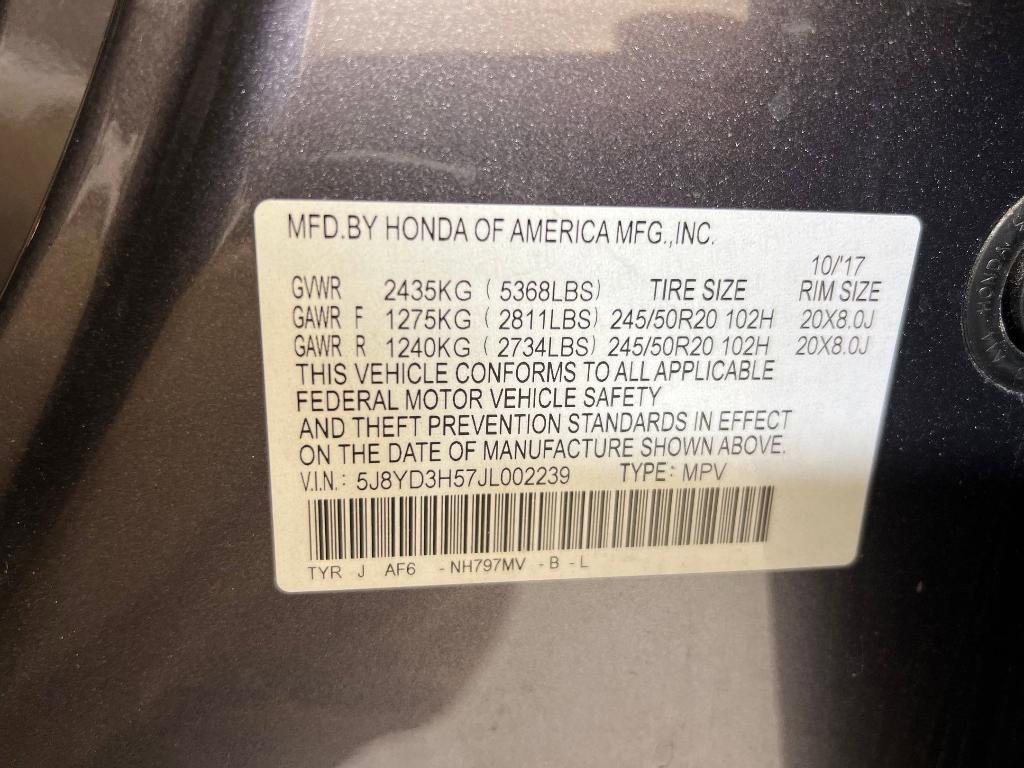 MFD.BY HONDA OF AMERICA MFG.,INC.
10/'17
GVWR 2435KG ( 5368LBS) TIRE SIZE RIM SIZE
GAWR F 1275KG ( 2811LBS) 245/50R20 102H 20X8.0J
GAWR R 1240KG ( 2734LBS) 245/50R20 102H 20X8.0J
THIS VEHICLE CONFORMS TO ALL APPLICABLE
FEDERAL MOTOR VEHICLE SAFETY
AND THEFT PREVENTION STANDARDS IN EFFECT
ON THE DATE OF MANUFACTURE SHOWN ABOVE.
V.I.N.: 5J8YD3H57JL002239 TYPE: MPV
TYR J AF6 -NH797MV -B -L
HONDA